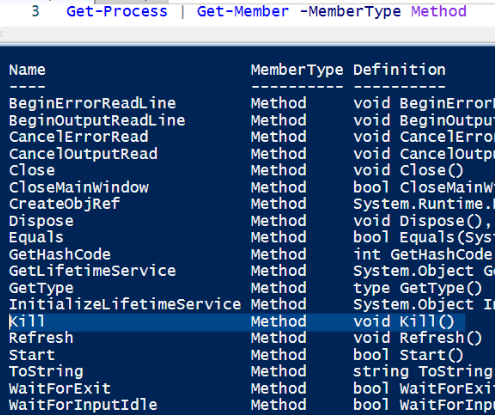 3 Get-Process | Get-Member -MemberType Method
Name MemberType Definition
---- ---------- ----------
BeginErrorReadLine Method void BeginErrorR
BeginOutputReadLine Method void BeginOutput
CancelErrorRead Method void CancelError
CancelOutputRead Method void CancelOutpu
Close Method void Close()
CloseMainWindow Method bool CloseMainWi
CreateObjRef Method System.Runtime.R
Dispose Method void Dispose(),
Equals Method bool Equals(Syst
GetHashCode Method int GetHashCode
GetLifetimeService Method System.Object Ge
GetType Method type GetType()
InitializeLifetimeService Method System.Object In
Kill Method void Kill()
Refresh Method void Refresh()
Start Method bool Start()
ToString Method string ToString
WaitForExit Method bool WaitForExit
WaitForInputIdle Method bool WaitForInpu